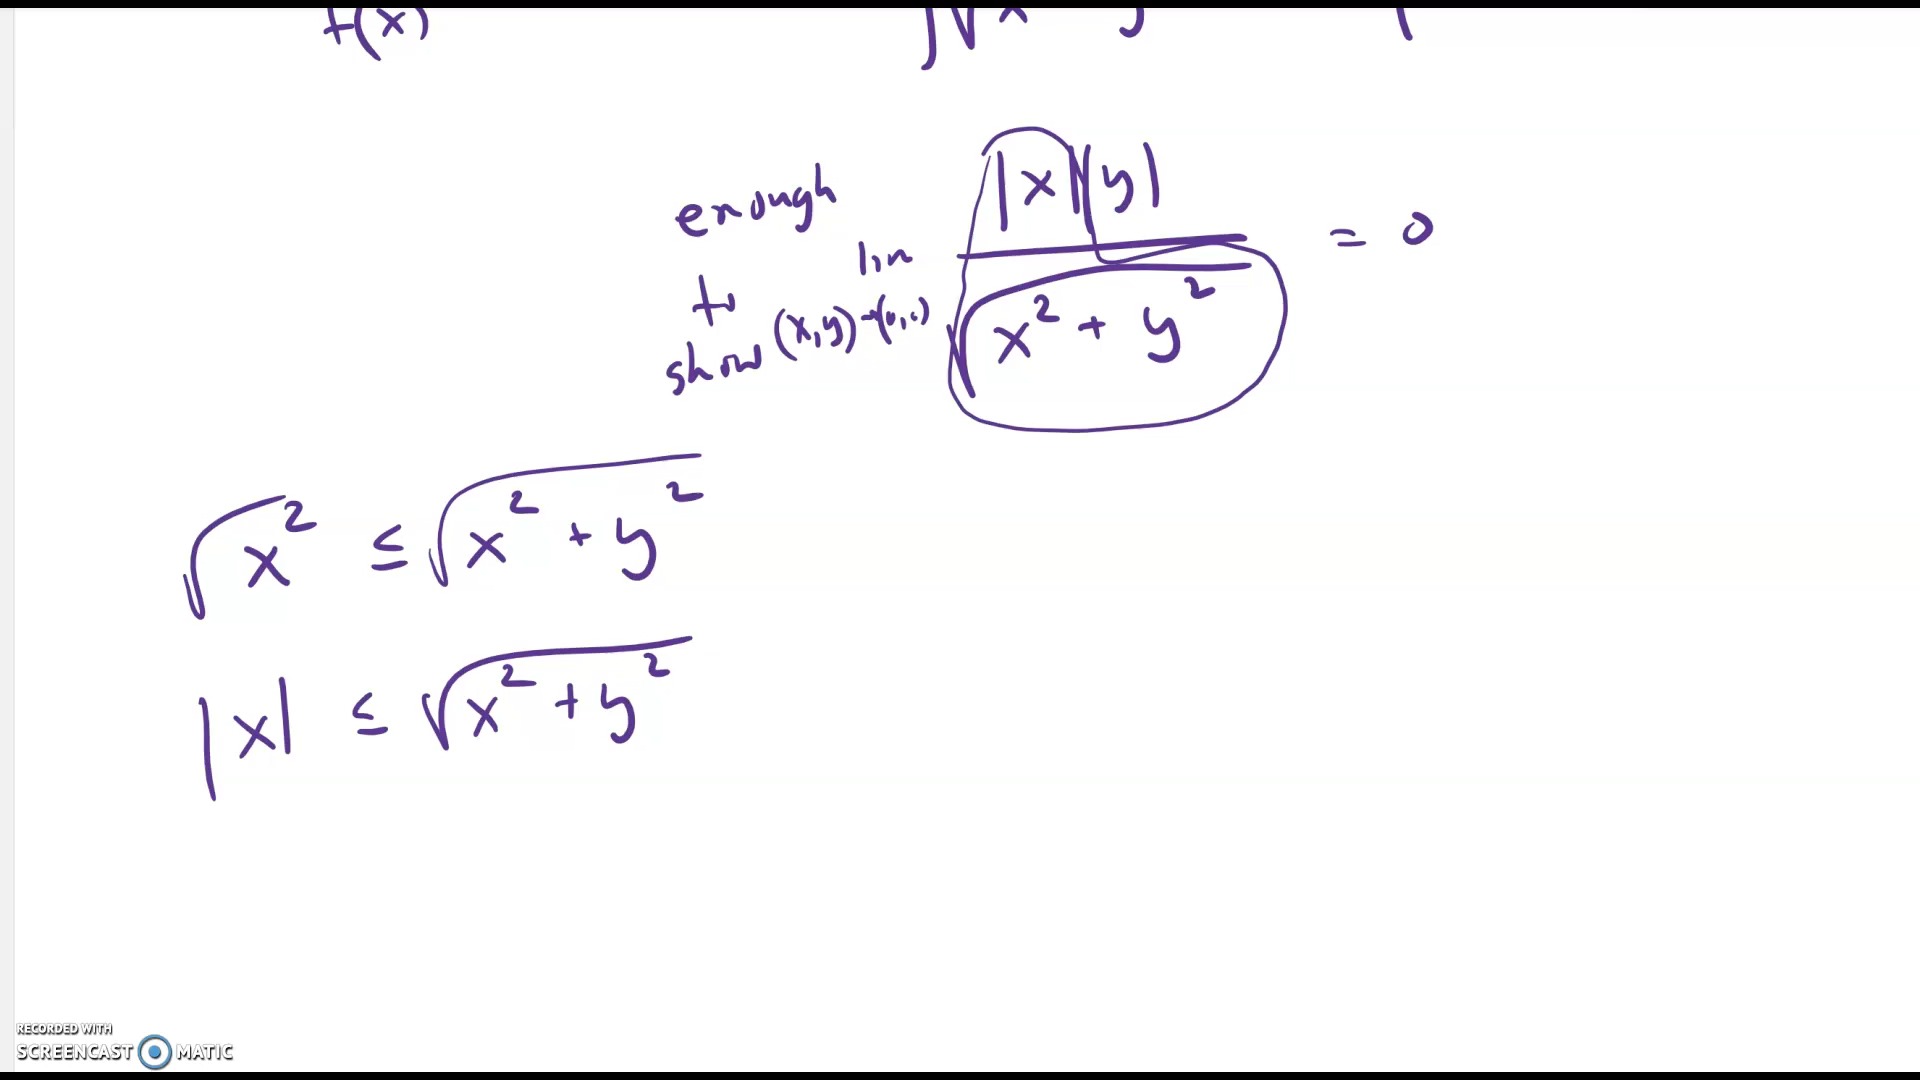 f(x)
enough
to
show lim (x,y)→(0,0) |x||y| / √(x² + y²) = 0
√x² ≤ √(x² + y²)
|x| ≤ √(x² + y²)
RECORDED WITH
SCREENCAST MATIC